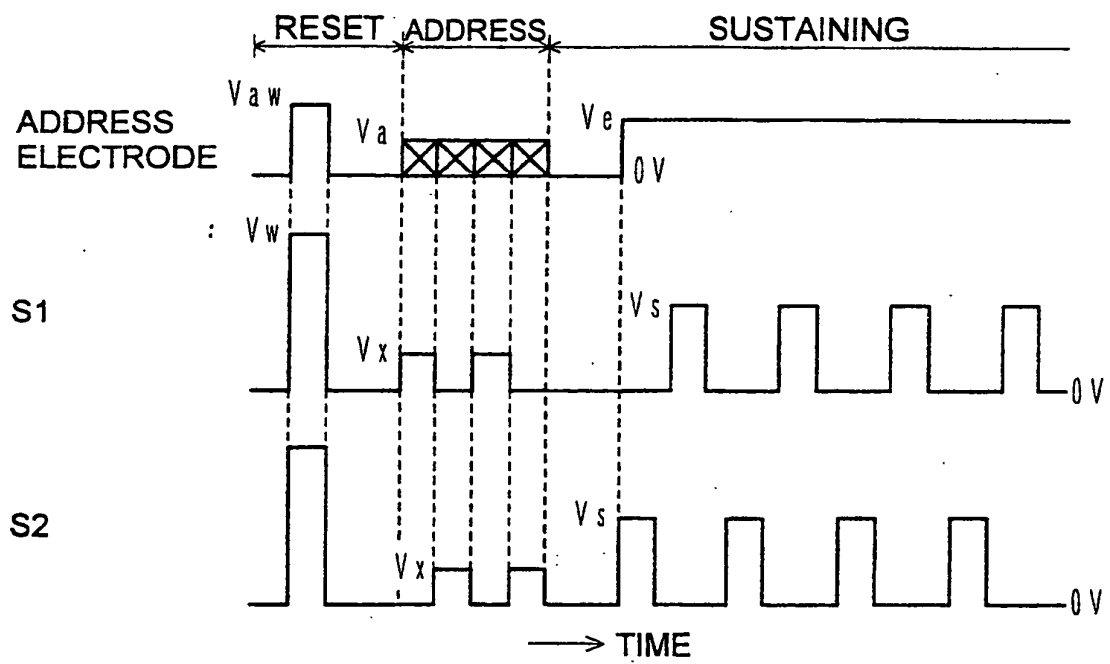 RESET ADDRESS SUSTAINING
Vaw
ADDRESS
ELECTRODE
Va
Ve
0V
Vw
S1
Vs
Vx
0V
S2
Vs
Vx
0V
TIME